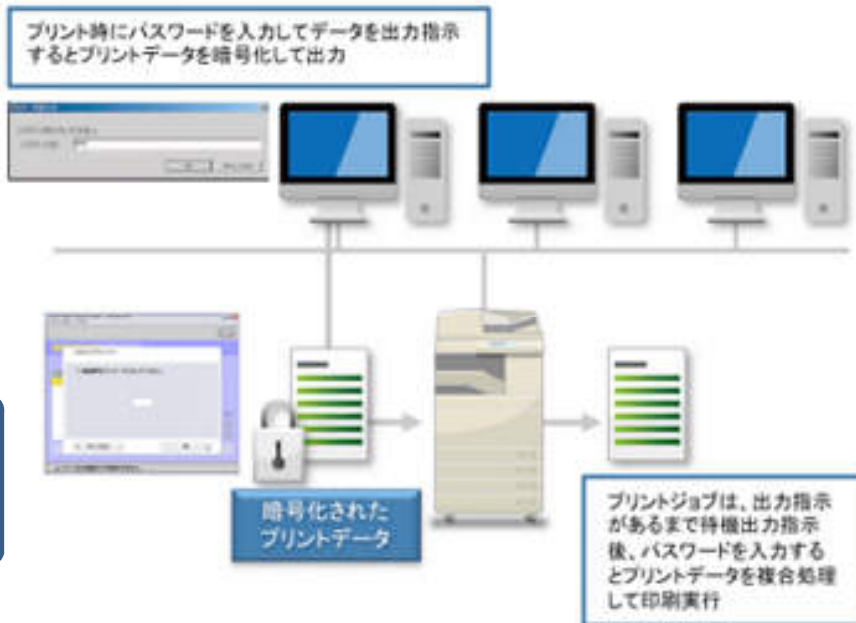 プリント時にパスワードを入力してデータを出力指示
するとプリントデータを暗号化して出力
暗号化された
プリントデータ
プリントジョブは、出力指示
があるまで待機出力指示
後、パスワードを入力する
とプリントデータを複合処理
して印刷実行